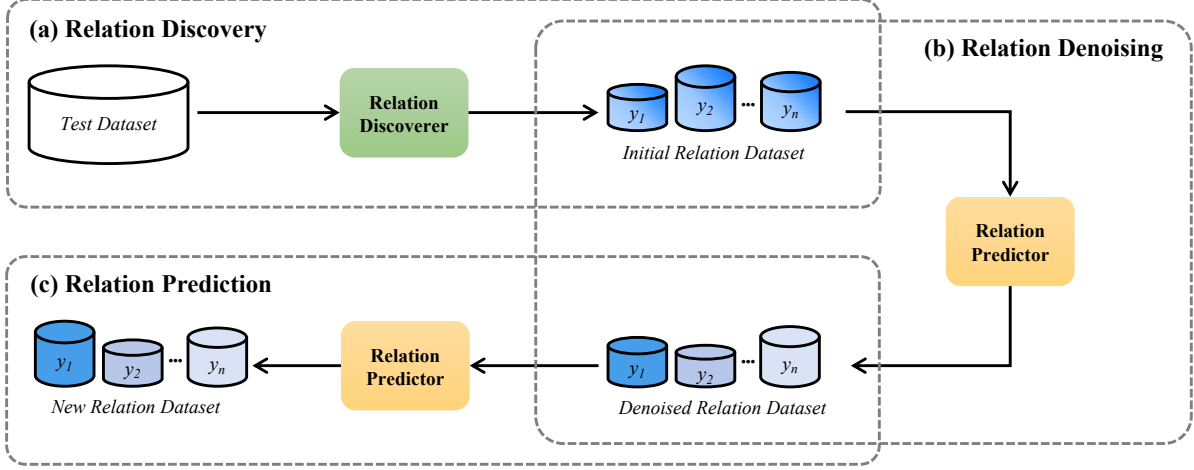 (a) Relation Discovery
(b) Relation Denoising
Test Dataset
Relation
Discoverer
y1
y2
...
yn
Initial Relation Dataset
Relation
Predictor
(c) Relation Prediction
y1
y2
...
yn
New Relation Dataset
Relation
Predictor
y1
y2
...
yn
Denoised Relation Dataset